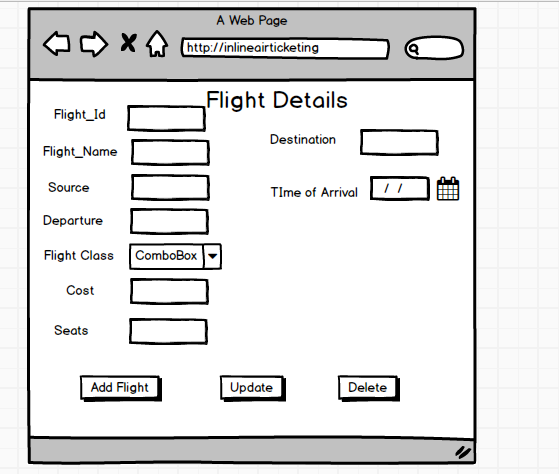 A Web Page
http://inlineairticketing
Flight Details
Flight_Id
Destination
Flight_Name
Source
TIme of Arrival
/ /
Departure
Flight Class
ComboBox
Cost
Seats
Add Flight
Update
Delete